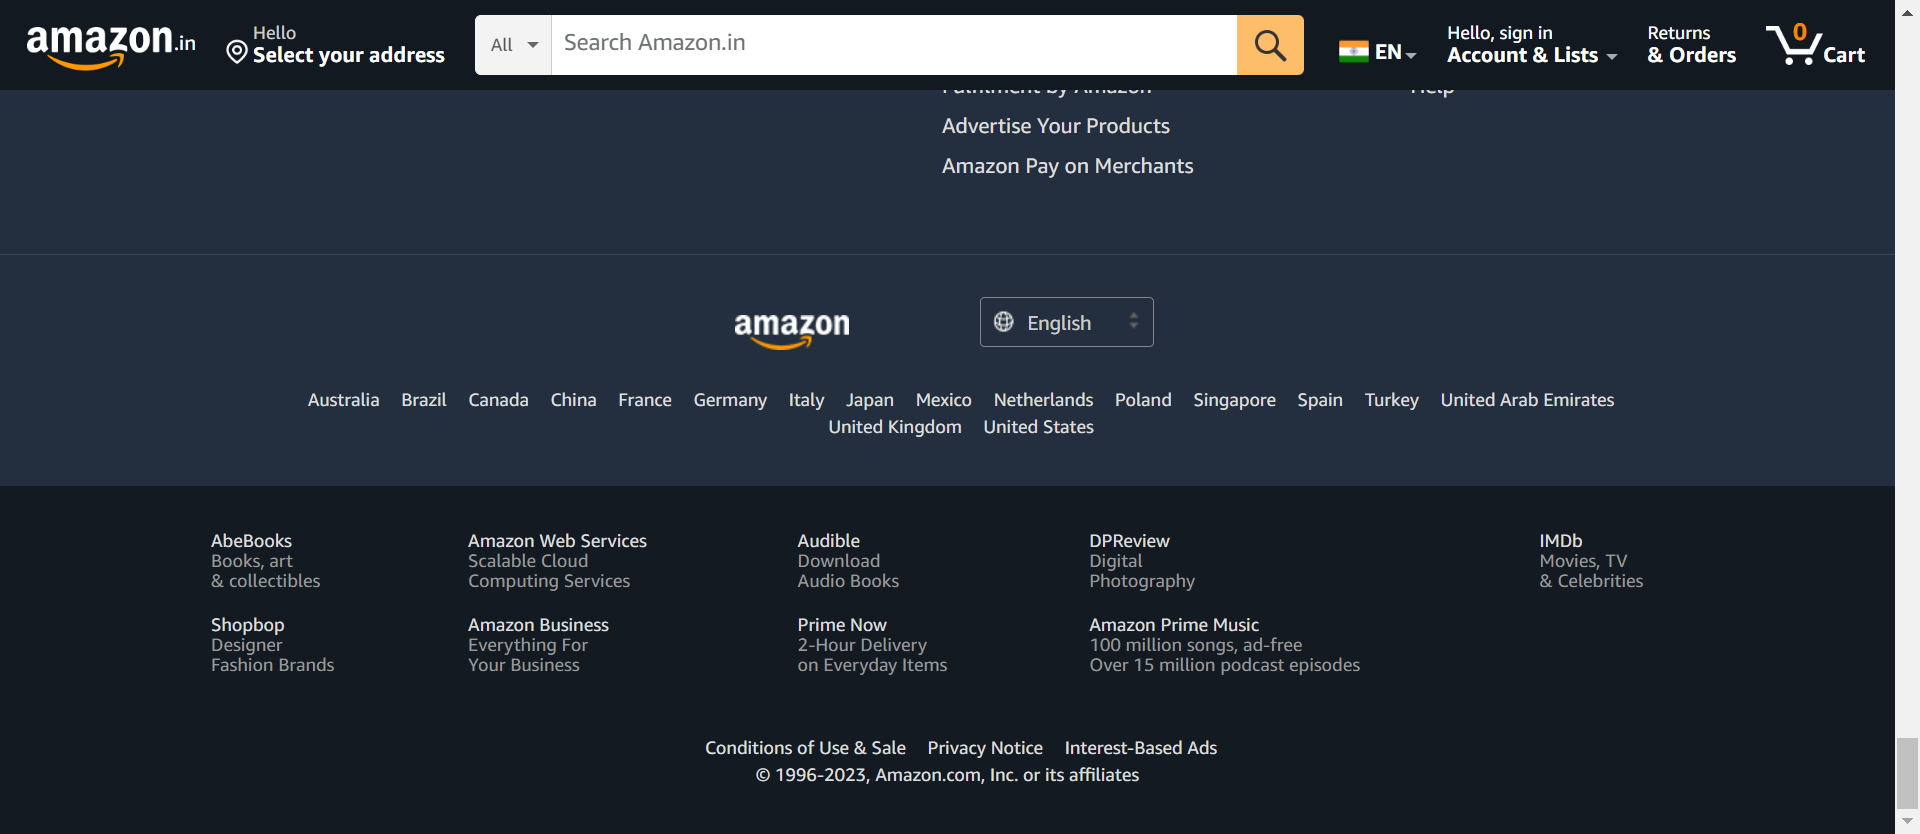 amazon.in
Hello
Select your address
All
Search Amazon.in
EN
Hello, sign in
Account & Lists
Returns
& Orders
0
Cart
Fulfilment by Amazon
Help
Advertise Your Products
Amazon Pay on Merchants
amazon
English
Australia Brazil Canada China France Germany Italy Japan Mexico Netherlands Poland Singapore Spain Turkey United Arab Emirates
United Kingdom United States
AbeBooks
Books, art
& collectibles
Amazon Web Services
Scalable Cloud
Computing Services
Audible
Download
Audio Books
DPReview
Digital
Photography
IMDb
Movies, TV
& Celebrities
Shopbop
Designer
Fashion Brands
Amazon Business
Everything For
Your Business
Prime Now
2-Hour Delivery
on Everyday Items
Amazon Prime Music
100 million songs, ad-free
Over 15 million podcast episodes
Conditions of Use & Sale Privacy Notice Interest-Based Ads
© 1996-2023, Amazon.com, Inc. or its affiliates